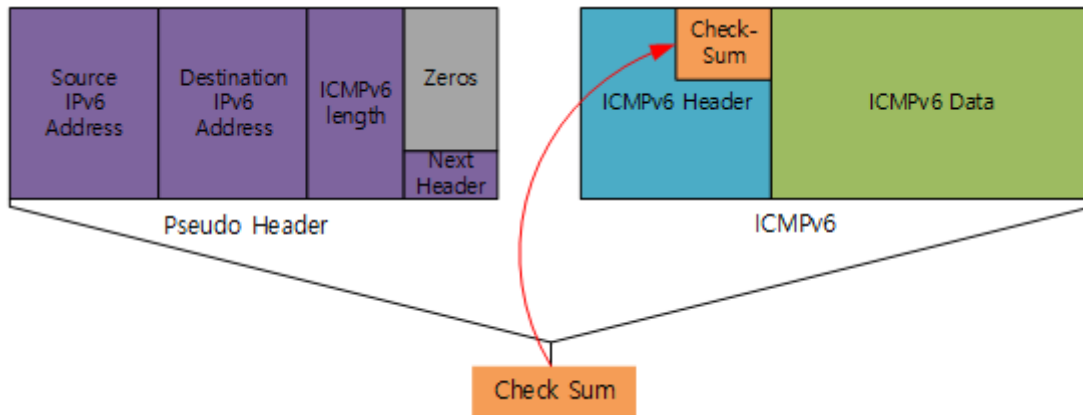 Source
IPv6
Address
Destination
IPv6
Address
ICMPv6
length
Zeros
Next
Header
Pseudo Header
Check-
Sum
ICMPv6 Header
ICMPv6 Data
ICMPv6
Check Sum